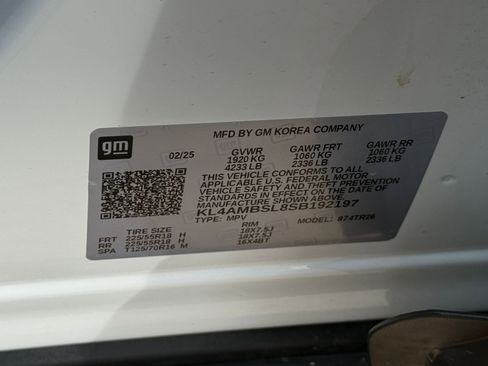 gm
MFD BY GM KOREA COMPANY
02/25 GVWR GAWR FRT GAWR RR
1920 KG 1060 KG 1060 KG
4233 LB 2336 LB 2336 LB
THIS VEHICLE CONFORMS TO ALL
APPLICABLE U.S. FEDERAL MOTOR
VEHICLE SAFETY AND THEFT PREVENTION
STANDARDS IN EFFECT ON THE DATE OF
MANUFACTURE SHOWN ABOVE
KL4AMBSL8SB192197
TYPE: MPV MODEL: 874TR26
TIRE SIZE RIM
FRT 225/55R18 H 18X7.5J
RR 225/55R18 H 18X7.5J
SPA T125/70R16 M 16X4BT